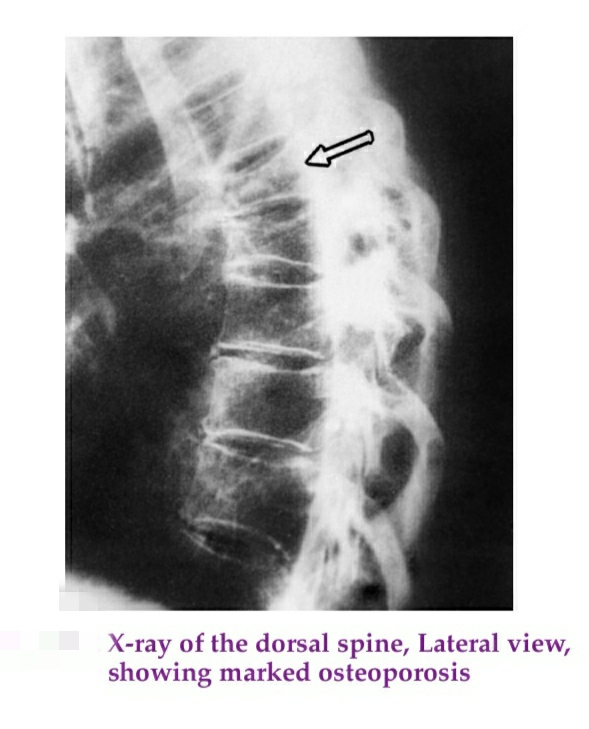 X-ray of the dorsal spine, Lateral view,
showing marked osteoporosis